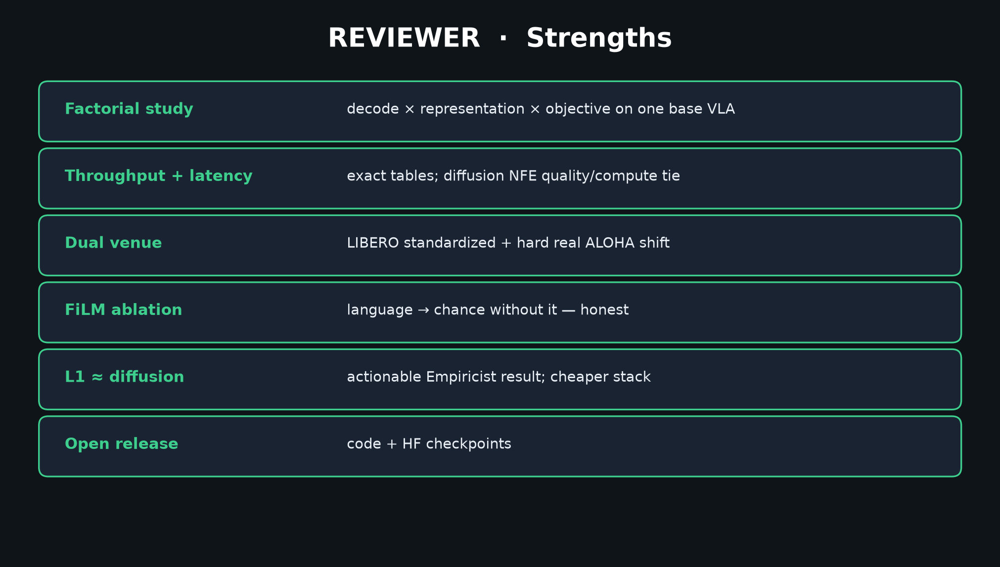 REVIEWER · Strengths
Factorial study decode × representation × objective on one base VLA
Throughput + latency exact tables; diffusion NFE quality/compute tie
Dual venue LIBERO standardized + hard real ALOHA shift
FiLM ablation language → chance without it — honest
L1 ≈ diffusion actionable Empiricist result; cheaper stack
Open release code + HF checkpoints